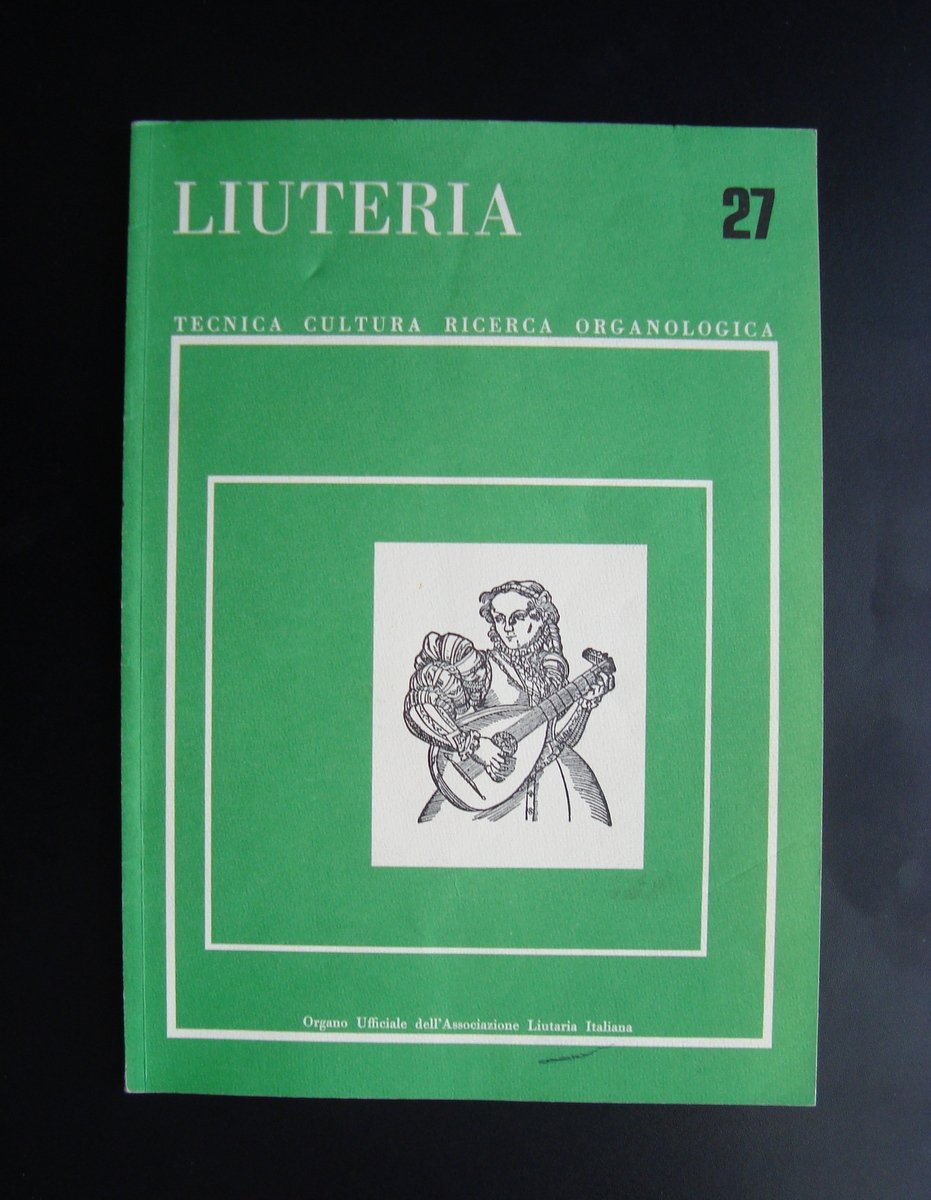 LIUTERIA
27
TECNICA CULTURA RICERCA ORGANOLOGICA
Organo Ufficiale dell'Associazione Liutaria Italiana